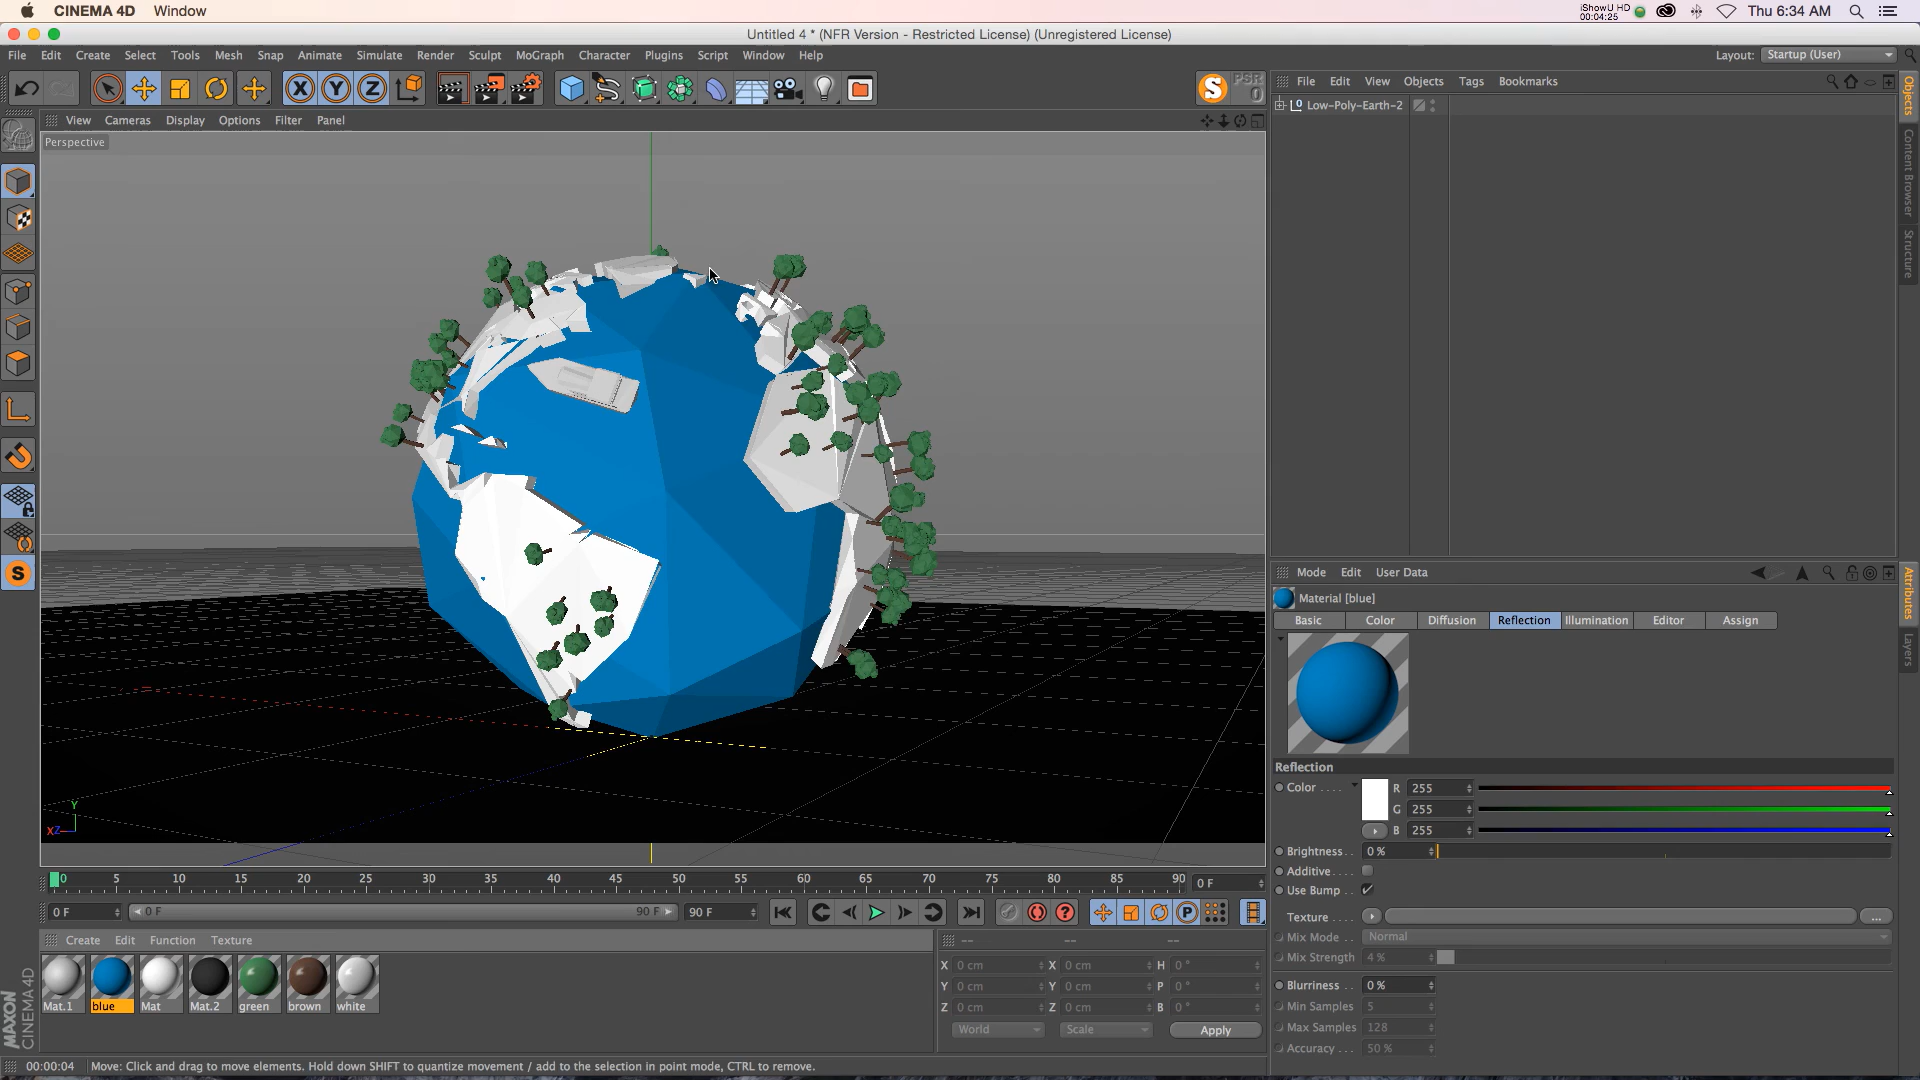 CINEMA 4D Window
iShowU HD
00:04:25
Thu 6:34 AM
Untitled 4 * (NFR Version - Restricted License) (Unregistered License)
File Edit Create Select Tools Mesh Snap Animate Simulate Render Sculpt MoGraph Character Plugins Script Window Help
Layout: Startup (User)
X Y Z
S PSR
0
File Edit View Objects Tags Bookmarks
Objects
Content Browser
Structure
Low-Poly-Earth-2
View Cameras Display Options Filter Panel
Perspective
Y
X Z
S
Mode Edit User Data
Attributes
Layers
Material [blue]
Basic Color Diffusion Reflection Illumination Editor Assign
Reflection
Color . . . . R 255
G 255
B 255
Brightness . . 0 %
Additive . . .
Use Bump . .
Texture . . . . ...
Mix Mode . . Normal
Mix Strength 4 %
Blurriness . . 0 %
Min Samples 5
Max Samples 128
Accuracy . . . 50 %
0 5 10 15 20 25 30 35 40 45 50 55 60 65 70 75 80 85 90 0 F
0 F 0 F 90 F 90 F
? P
Create Edit Function Texture
-- -- --
Mat.1 blue Mat Mat.2 green brown white
X 0 cm X 0 cm H 0 °
Y 0 cm Y 0 cm P 0 °
Z 0 cm Z 0 cm B 0 °
World Scale Apply
MAXON
CINEMA 4D
00:00:04 Move: Click and drag to move elements. Hold down SHIFT to quantize movement / add to the selection in point mode, CTRL to remove.